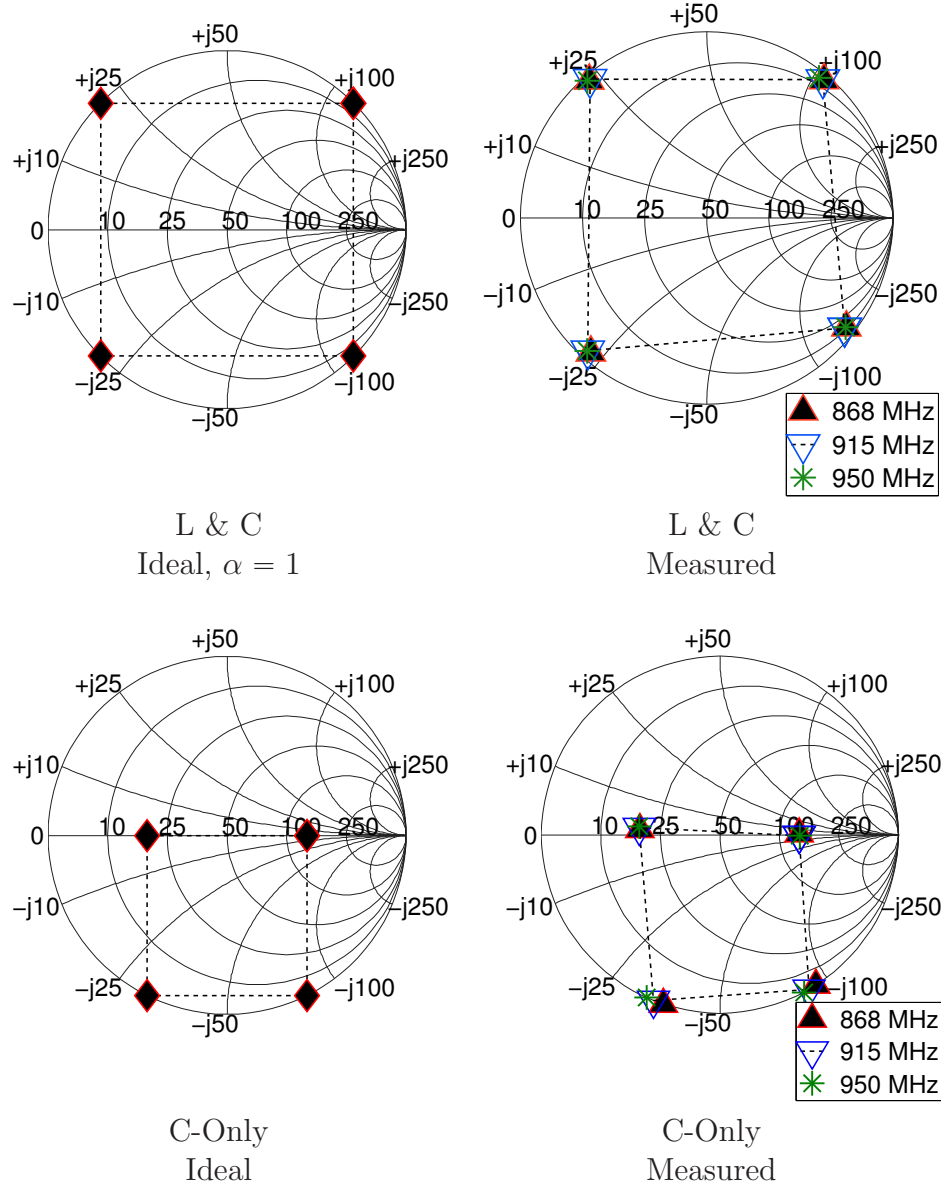 +j50
+j25
+j100
+j10
+j250
0
10
25
50
100
250
−j10
−j250
−j25
−j100
−j50
L & C
Ideal, α = 1
+j50
+j25
+j100
+j10
+j250
0
10
25
50
100
250
−j10
−j250
−j25
−j100
−j50
868 MHz
915 MHz
950 MHz
L & C
Measured
+j50
+j25
+j100
+j10
+j250
0
10
25
50
100
250
−j10
−j250
−j25
−j100
−j50
C-Only
Ideal
+j50
+j25
+j100
+j10
+j250
0
10
25
50
100
250
−j10
−j250
−j25
−j100
−j50
868 MHz
915 MHz
950 MHz
C-Only
Measured